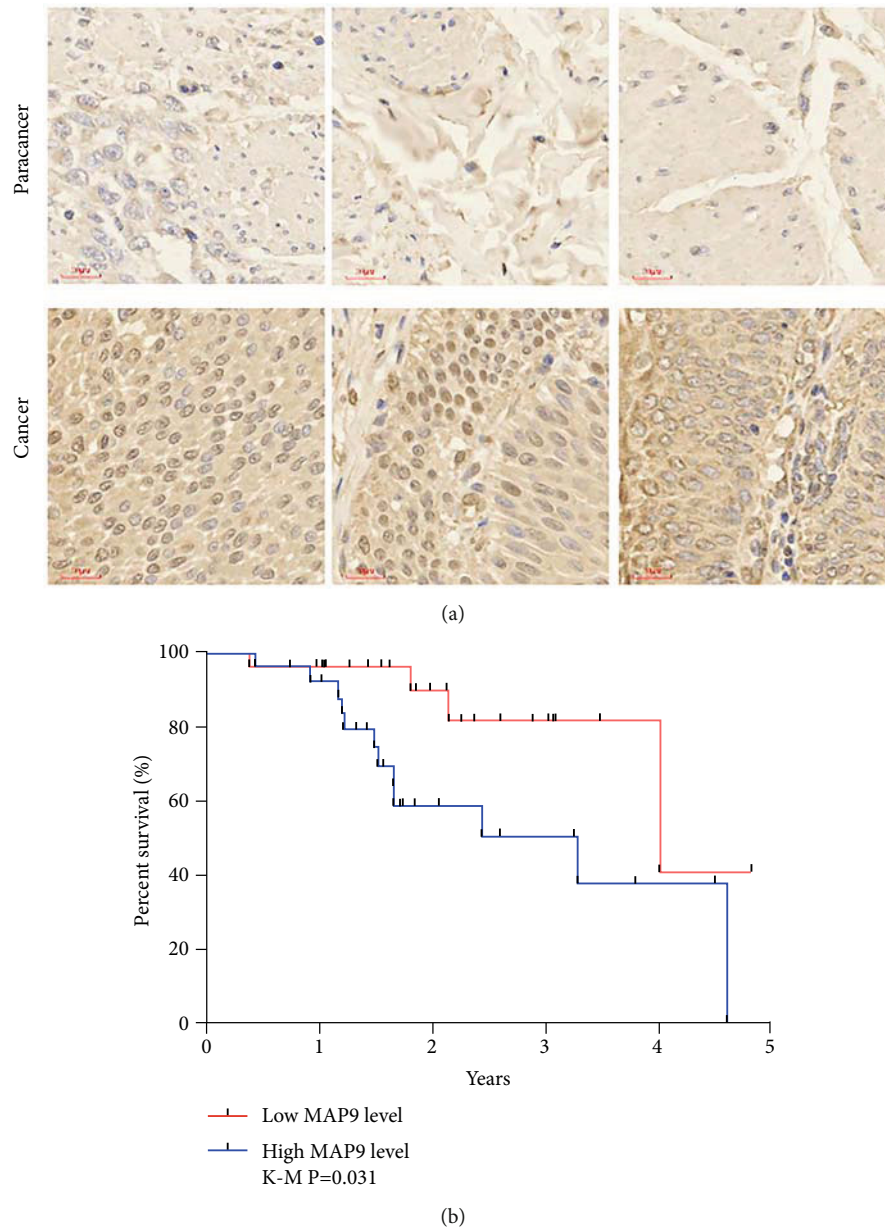 Paracancer
Cancer
(a)
100
80
60
40
20
0
Percent survival (%)
0 1 2 3 4 5
Years
Low MAP9 level
High MAP9 level
K-M P=0.031
(b)